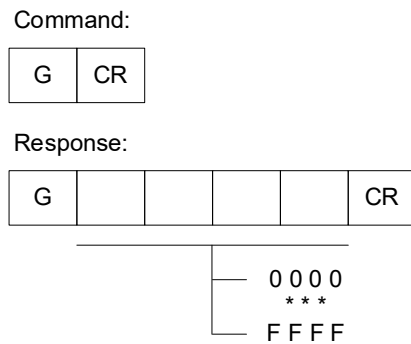 Command:
G CR
Response:
G CR
0 0 0 0
* * *
F F F F